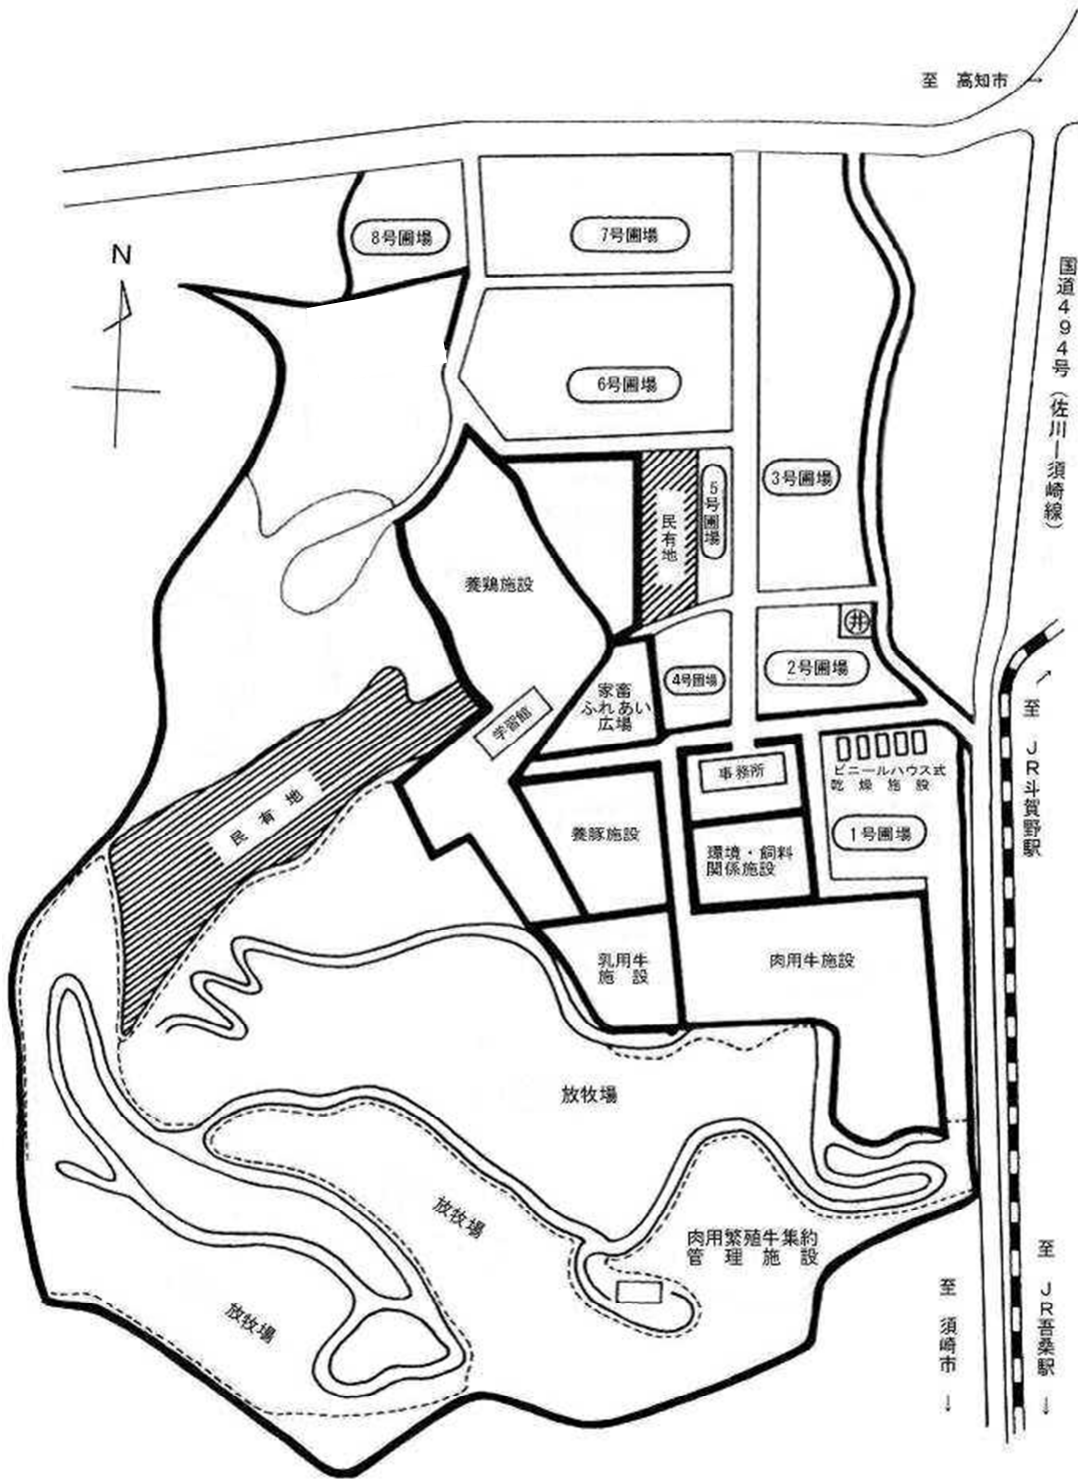 至 高知市 →
8号圃場
7号圃場
N
国道494号(佐川ー須崎線)
6号圃場
3号圃場
5号圃場
民有地
養鶏施設
井
2号圃場
4号圃場
家畜
ふれあい
広場
学習館
至 JR斗賀野駅
事務所
ビニールハウス式
乾燥施設
民有地
養豚施設
環境・飼料
関係施設
1号圃場
乳用牛
施設
肉用牛施設
放牧場
放牧場
肉用繁殖牛集約
管理施設
放牧場
至 須崎市 →
至 JR吾桑駅 →